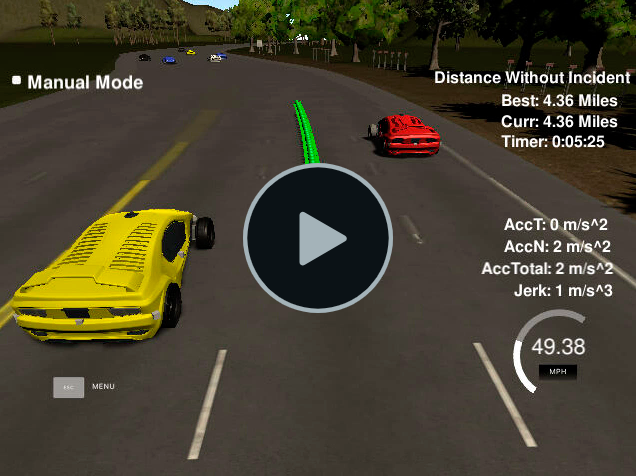 Manual Mode
Distance Without Incident
Best: 4.36 Miles
Curr: 4.36 Miles
Timer: 0:05:25
AccT: 0 m/s^2
AccN: 2 m/s^2
AccTotal: 2 m/s^2
Jerk: 1 m/s^3
49.38
MPH
ESC MENU